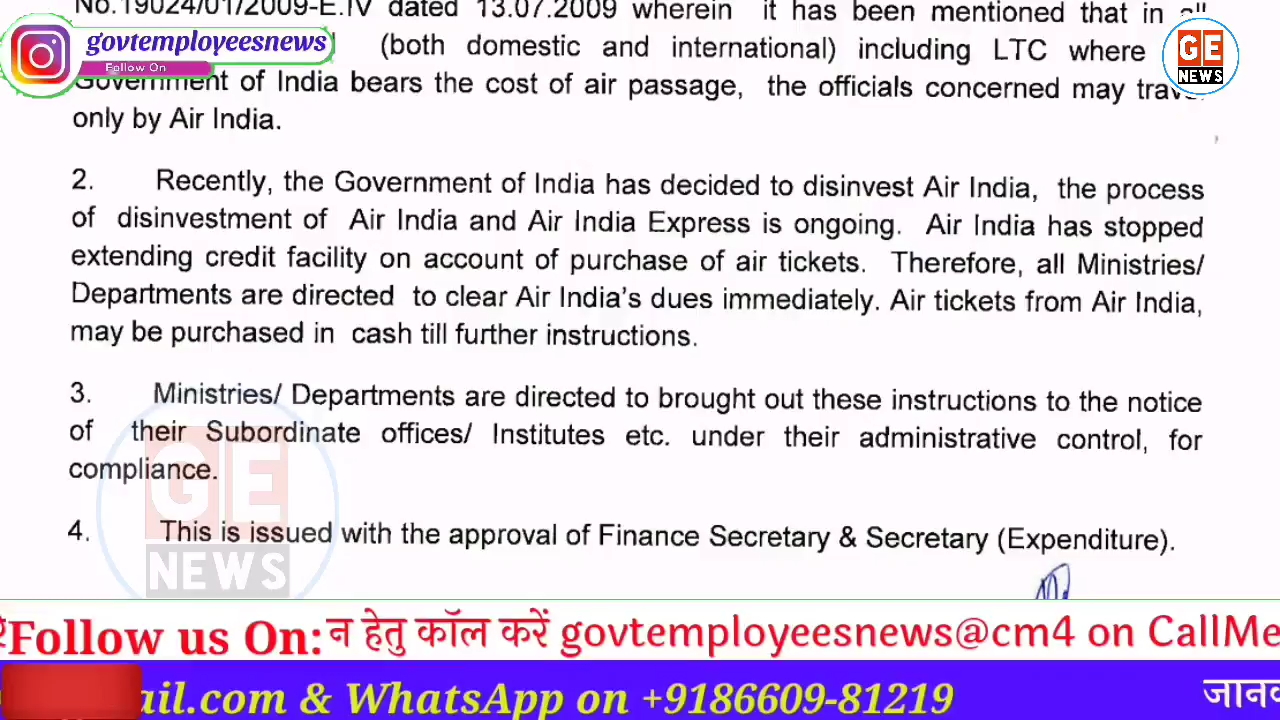 No.19024/01/2009-E.IV dated 13.07.2009 wherein it has been mentioned that in all
govtemployeesnews
Follow On
(both domestic and international) including LTC where
GE
NEWS
Government of India bears the cost of air passage, the officials concerned may travel
only by Air India.
2. Recently, the Government of India has decided to disinvest Air India, the process
of disinvestment of Air India and Air India Express is ongoing. Air India has stopped
extending credit facility on account of purchase of air tickets. Therefore, all Ministries/
Departments are directed to clear Air India's dues immediately. Air tickets from Air India,
may be purchased in cash till further instructions.
3. Ministries/ Departments are directed to brought out these instructions to the notice
of their Subordinate offices/ Institutes etc. under their administrative control, for
compliance.
GE
NEWS
4. This is issued with the approval of Finance Secretary & Secretary (Expenditure).
Follow us On: न हेतु कॉल करें govtemployeesnews@cm4 on CallMe
ail.com & WhatsApp on +9186609-81219